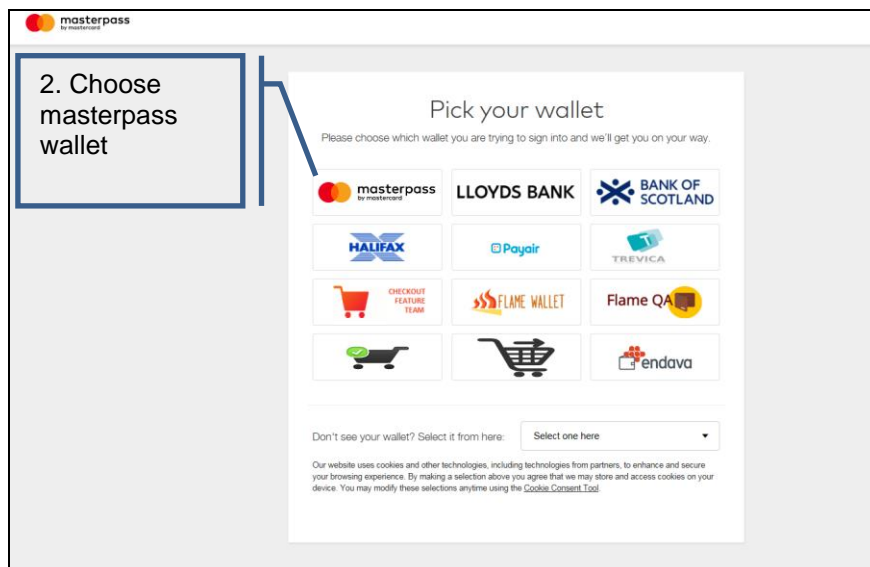 masterpass
by mastercard
2. Choose
masterpass
wallet
Pick your wallet
Please choose which wallet you are trying to sign into and we'll get you on your way.
masterpass
by mastercard
LLOYDS BANK
BANK OF
SCOTLAND
HALIFAX
Payair
TREVICA
CHECKOUT
FEATURE
TEAM
FLAME WALLET
Flame QA
endava
Don't see your wallet? Select it from here:
Select one here
Our website uses cookies and other technologies, including technologies from partners, to enhance and secure
your browsing experience. By making a selection above you agree that we may store and access cookies on your
device. You may modify these selections anytime using the Cookie Consent Tool.